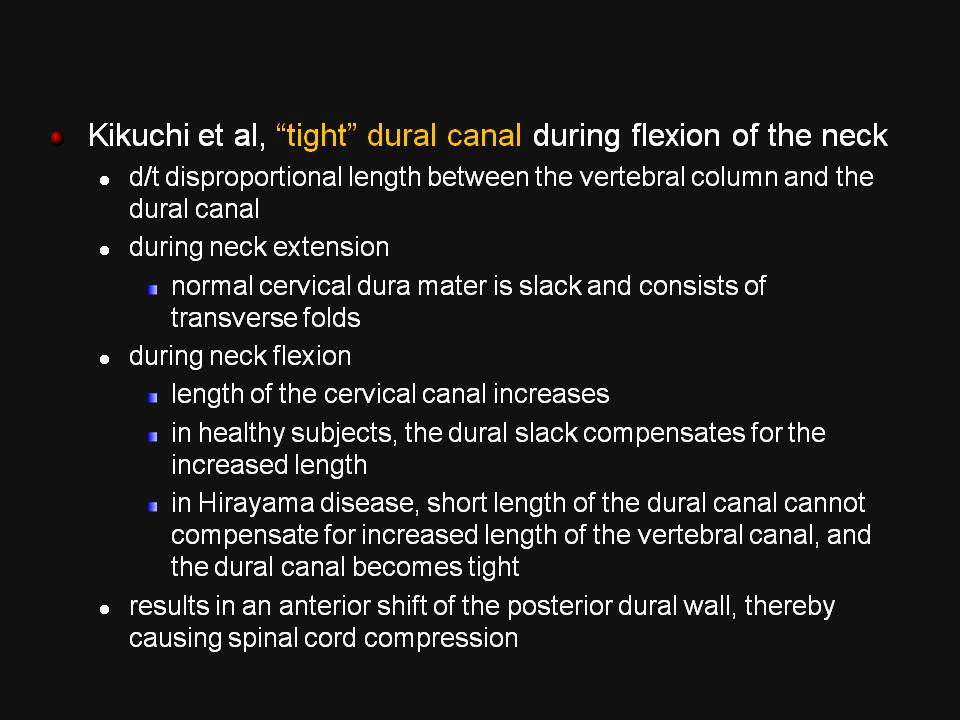 Kikuchi et al, “tight” dural canal during flexion of the neck
d/t disproportional length between the vertebral column and the
dural canal
during neck extension
normal cervical dura mater is slack and consists of
transverse folds
during neck flexion
length of the cervical canal increases
in healthy subjects, the dural slack compensates for the
increased length
in Hirayama disease, short length of the dural canal cannot
compensate for increased length of the vertebral canal, and
the dural canal becomes tight
results in an anterior shift of the posterior dural wall, thereby
causing spinal cord compression